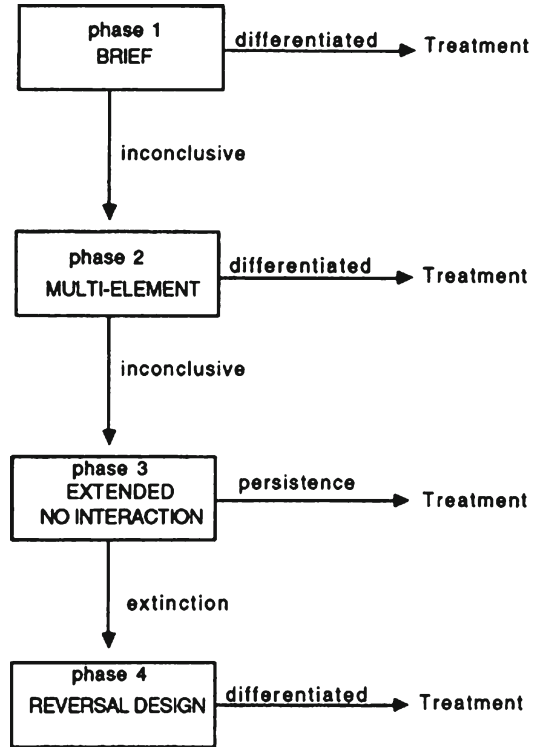 phase 1
BRIEF
differentiated
Treatment
inconclusive
phase 2
MULTI-ELEMENT
differentiated
Treatment
inconclusive
phase 3
EXTENDED
NO INTERACTION
persistence
Treatment
extinction
phase 4
REVERSAL DESIGN
differentiated
Treatment